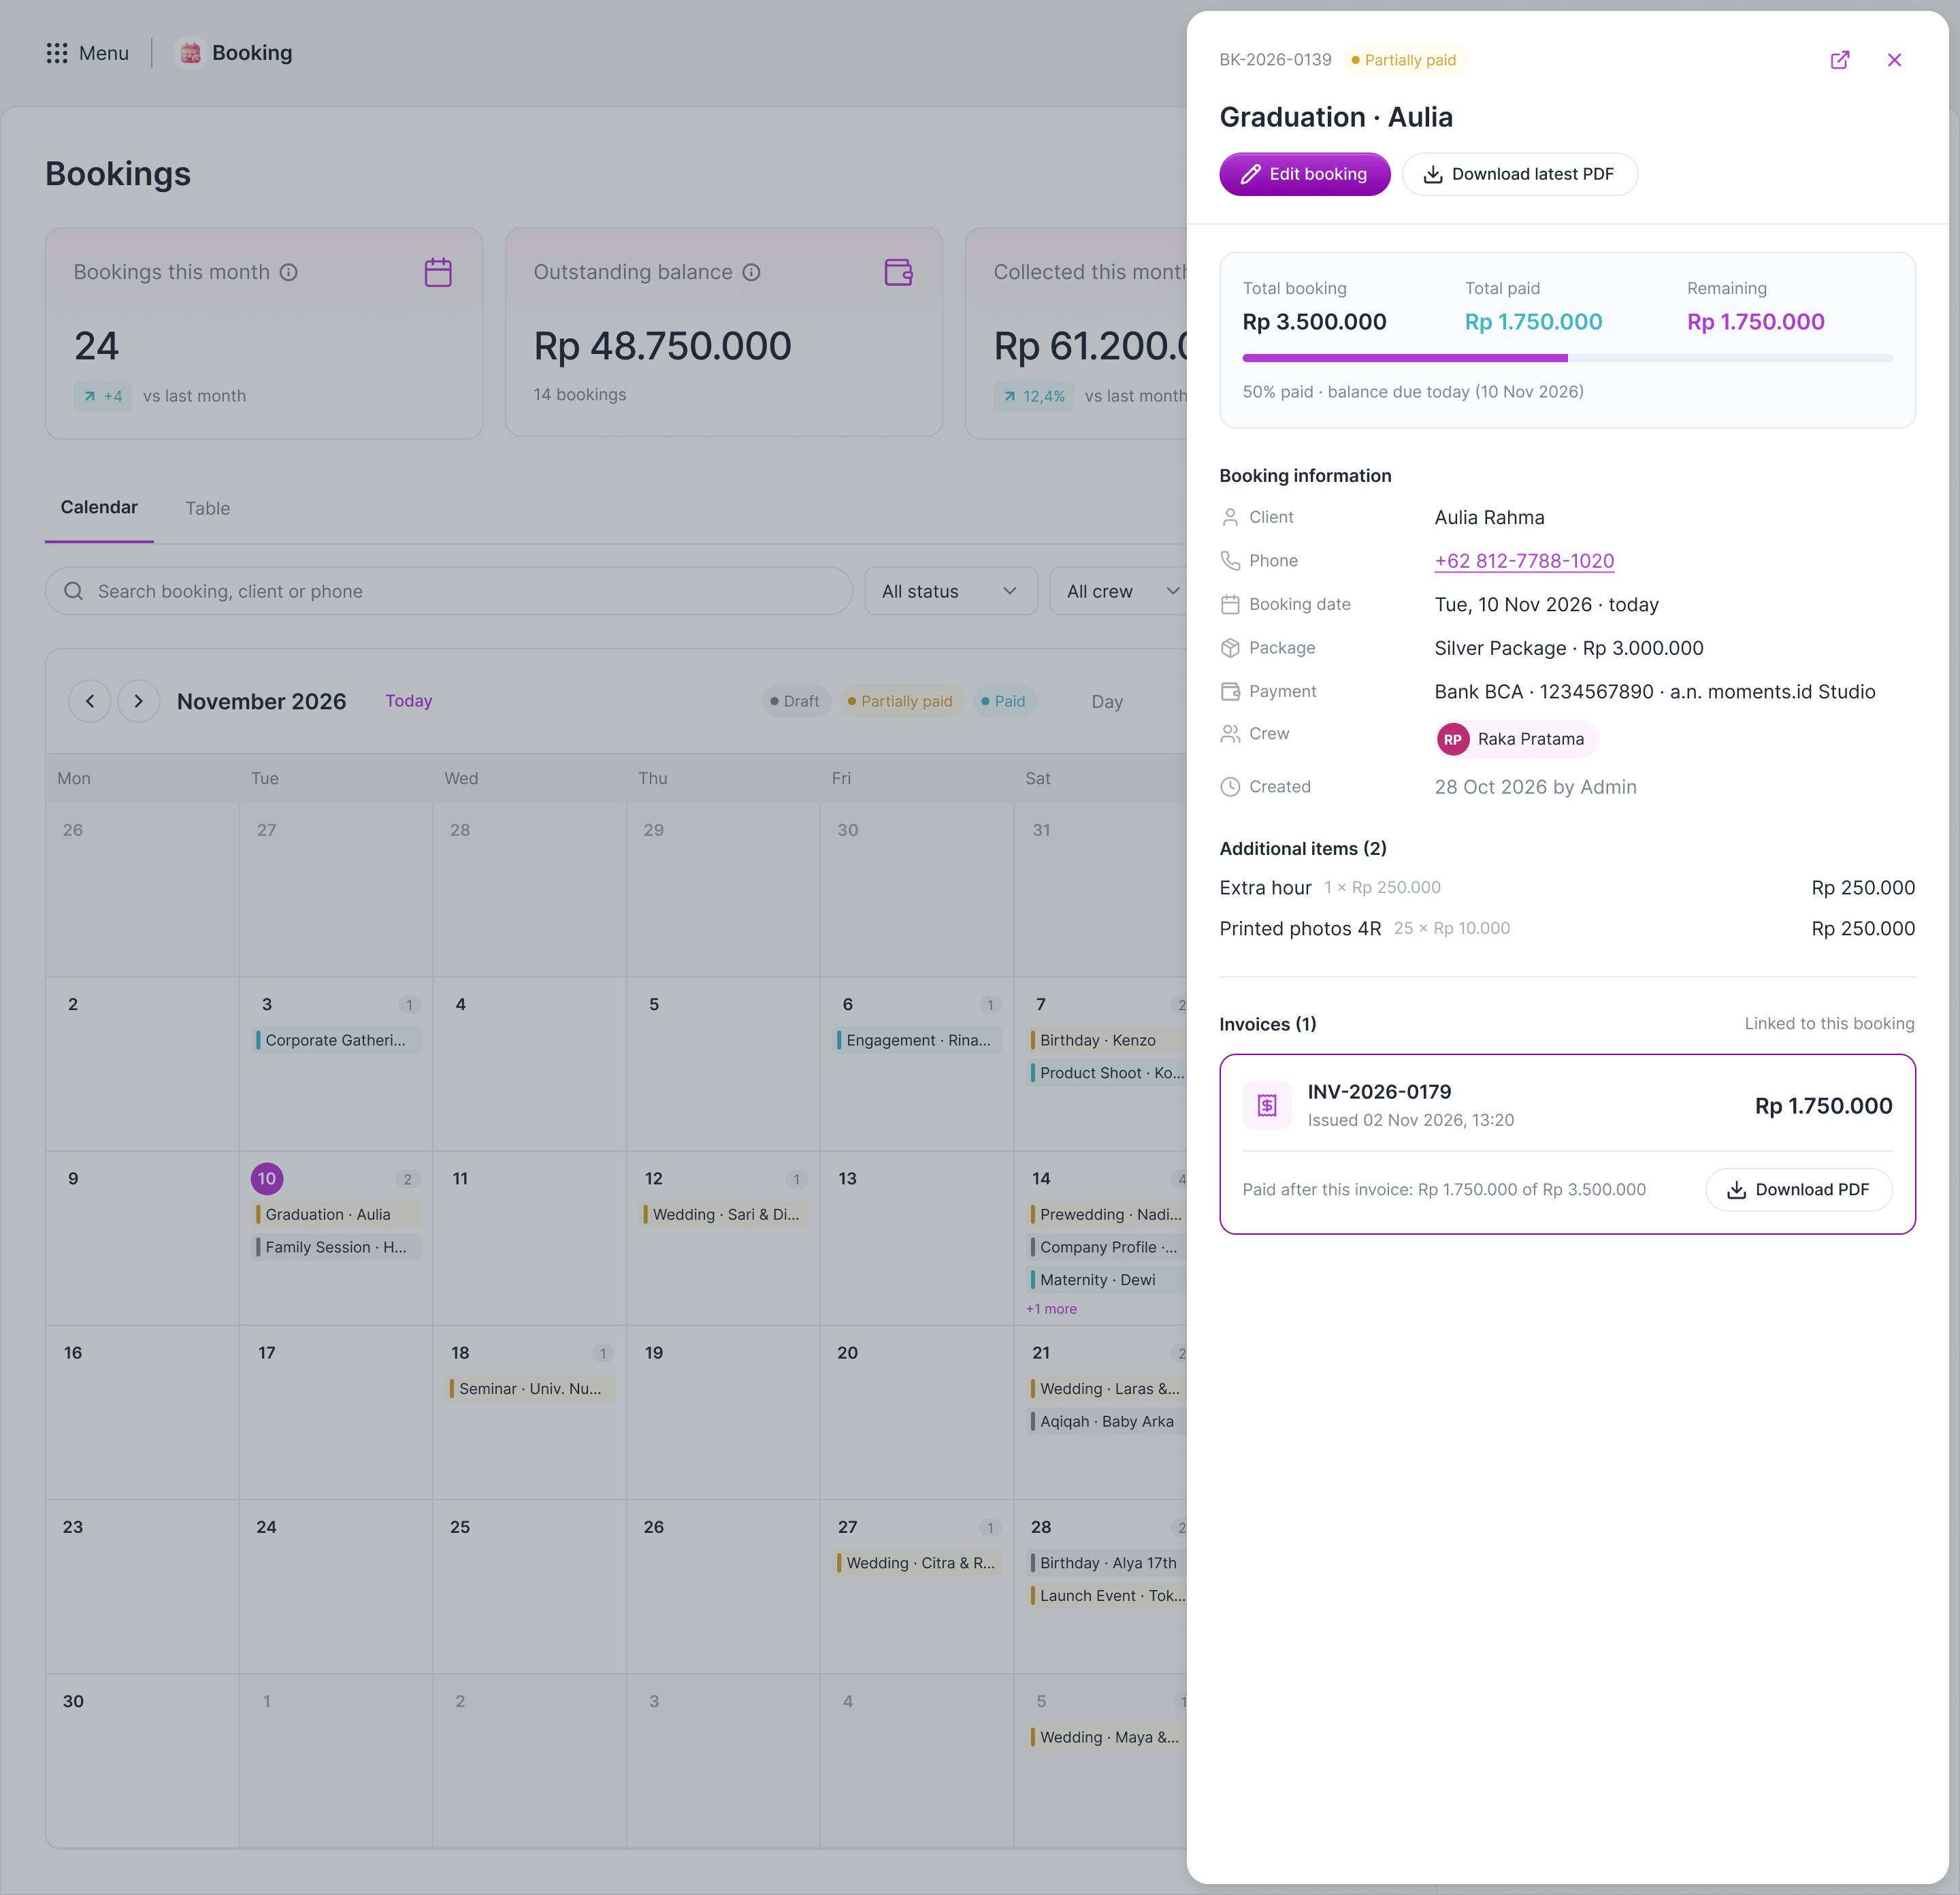 Menu
Booking
Bookings
Bookings this month
24
+4 vs last month
Outstanding balance
Rp 48.750.000
14 bookings
Collected this month
Rp 61.200.0
12,4% vs last month
Calendar
Table
Search booking, client or phone
All status
All crew
November 2026
Today
Draft
Partially paid
Paid
Day
Mon Tue Wed Thu Fri Sat
26 27 28 29 30 31
2
3 1
Corporate Gatheri...
4
5
6 1
Engagement · Rina...
7 2
Birthday · Kenzo
Product Shoot · Ko...
9
10 2
Graduation · Aulia
Family Session · H...
11
12 1
Wedding · Sari & Di...
13
14 4
Prewedding · Nadi...
Company Profile ·...
Maternity · Dewi
+1 more
16
17
18 1
Seminar · Univ. Nu...
19
20
21 2
Wedding · Laras &...
Aqiqah · Baby Arka
23
24
25
26
27 1
Wedding · Citra & R...
28 2
Birthday · Alya 17th
Launch Event · Tok...
30
1
2
3
4
5 1
Wedding · Maya &...
BK-2026-0139
Partially paid
Graduation · Aulia
Edit booking
Download latest PDF
Total booking
Rp 3.500.000
Total paid
Rp 1.750.000
Remaining
Rp 1.750.000
50% paid · balance due today (10 Nov 2026)
Booking information
Client Aulia Rahma
Phone +62 812-7788-1020
Booking date Tue, 10 Nov 2026 · today
Package Silver Package · Rp 3.000.000
Payment Bank BCA · 1234567890 · a.n. moments.id Studio
Crew RP Raka Pratama
Created 28 Oct 2026 by Admin
Additional items (2)
Extra hour 1 × Rp 250.000 Rp 250.000
Printed photos 4R 25 × Rp 10.000 Rp 250.000
Invoices (1) Linked to this booking
INV-2026-0179
Issued 02 Nov 2026, 13:20
Rp 1.750.000
Paid after this invoice: Rp 1.750.000 of Rp 3.500.000
Download PDF